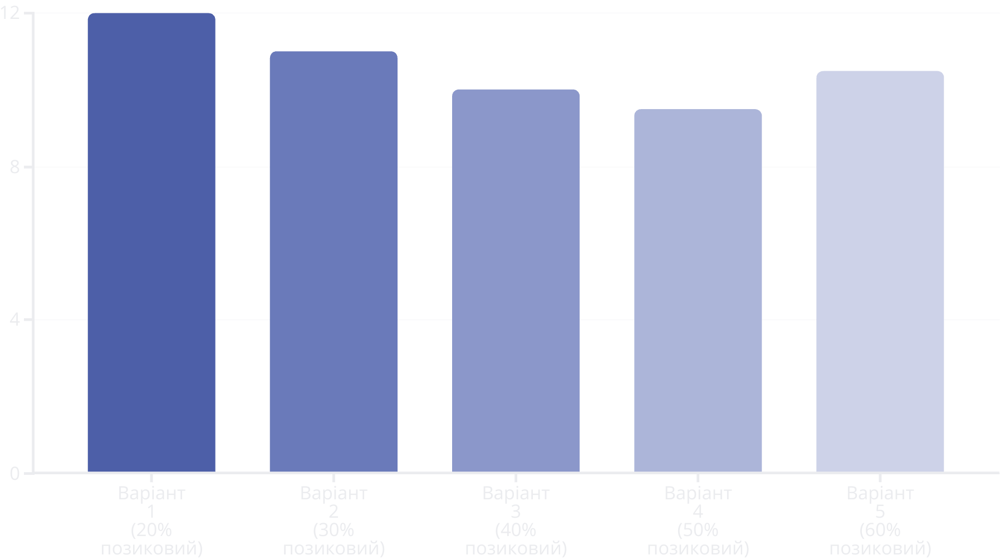 12
8
4
0
Варіант
1
(20%
позиковий)
Варіант
2
(30%
позиковий)
Варіант
3
(40%
позиковий)
Варіант
4
(50%
позиковий)
Варіант
5
(60%
позиковий)